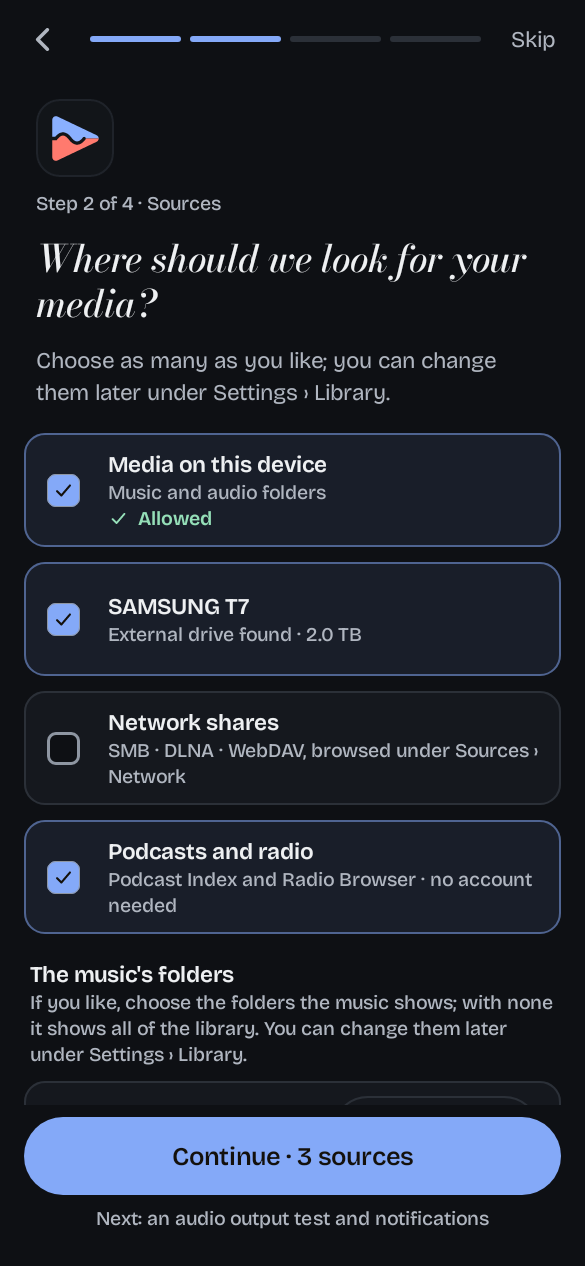 Skip
Step 2 of 4 · Sources
Where should we look for your
media?
Choose as many as you like; you can change
them later under Settings › Library.
Media on this device
Music and audio folders
Allowed
SAMSUNG T7
External drive found · 2.0 TB
Network shares
SMB · DLNA · WebDAV, browsed under Sources ›
Network
Podcasts and radio
Podcast Index and Radio Browser · no account
needed
The music's folders
If you like, choose the folders the music shows; with none
it shows all of the library. You can change them later
under Settings › Library.
Continue · 3 sources
Next: an audio output test and notifications